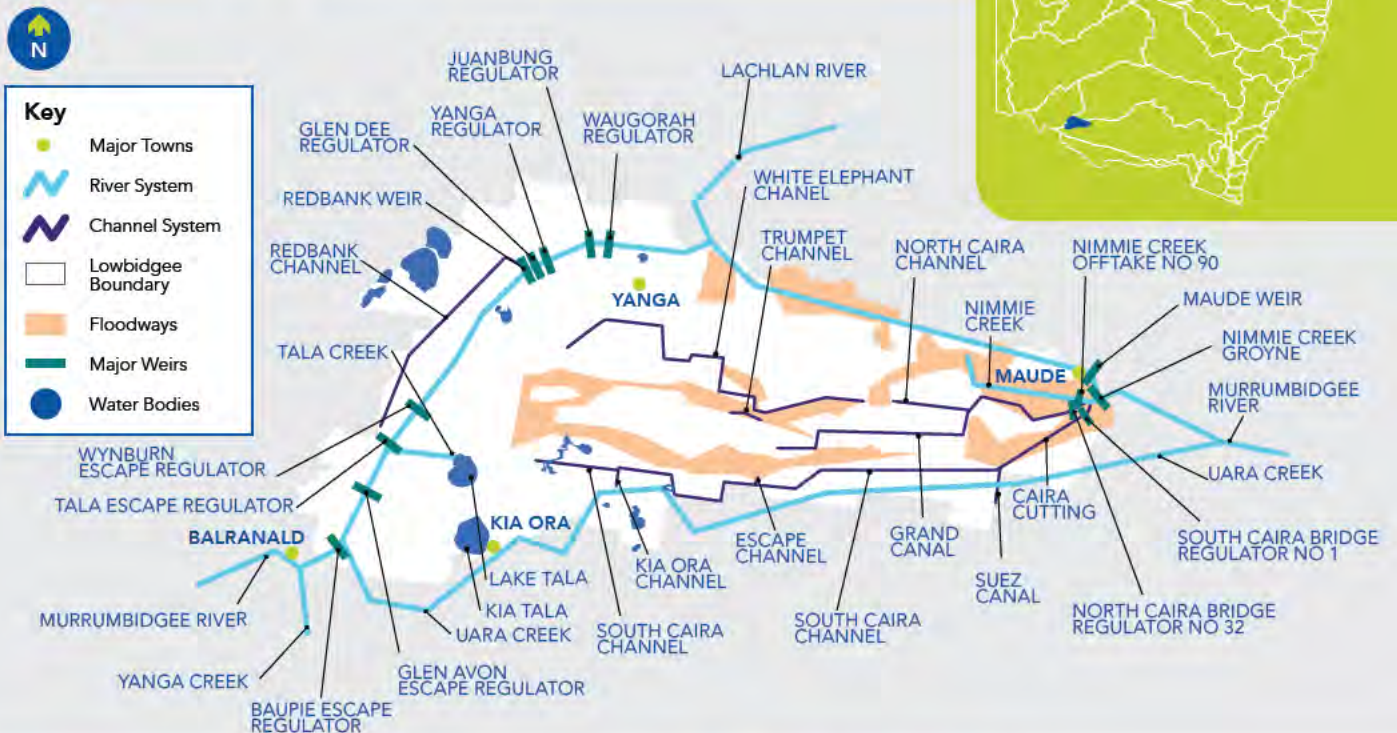 N
Key
Major Towns
River System
Channel System
Lowbidgee
Boundary
Floodways
Major Weirs
Water Bodies
JUANBUNG
REGULATOR
LACHLAN RIVER
GLEN DEE
REGULATOR
YANGA
REGULATOR
WAUGORAH
REGULATOR
REDBANK WEIR
WHITE ELEPHANT
CHANEL
REDBANK
CHANNEL
TRUMPET
CHANNEL
NORTH CAIRA
CHANNEL
NIMMIE CREEK
OFFTAKE NO 90
MAUDE WEIR
YANGA
NIMMIE
CREEK
NIMMIE CREEK
GROYNE
TALA CREEK
MAUDE
MURRUMBIDGEE
RIVER
WYNBURN
ESCAPE REGULATOR
UARA CREEK
TALA ESCAPE REGULATOR
CAIRA
CUTTING
BALRANALD
KIA ORA
ESCAPE
CHANNEL
GRAND
CANAL
SOUTH CAIRA BRIDGE
REGULATOR NO 1
LAKE TALA
KIA ORA
CHANNEL
SUEZ
CANAL
MURRUMBIDGEE RIVER
KIA TALA
UARA CREEK
SOUTH CAIRA
CHANNEL
SOUTH CAIRA
CHANNEL
NORTH CAIRA BRIDGE
REGULATOR NO 32
YANGA CREEK
GLEN AVON
ESCAPE REGULATOR
BAUPIE ESCAPE
REGULATOR